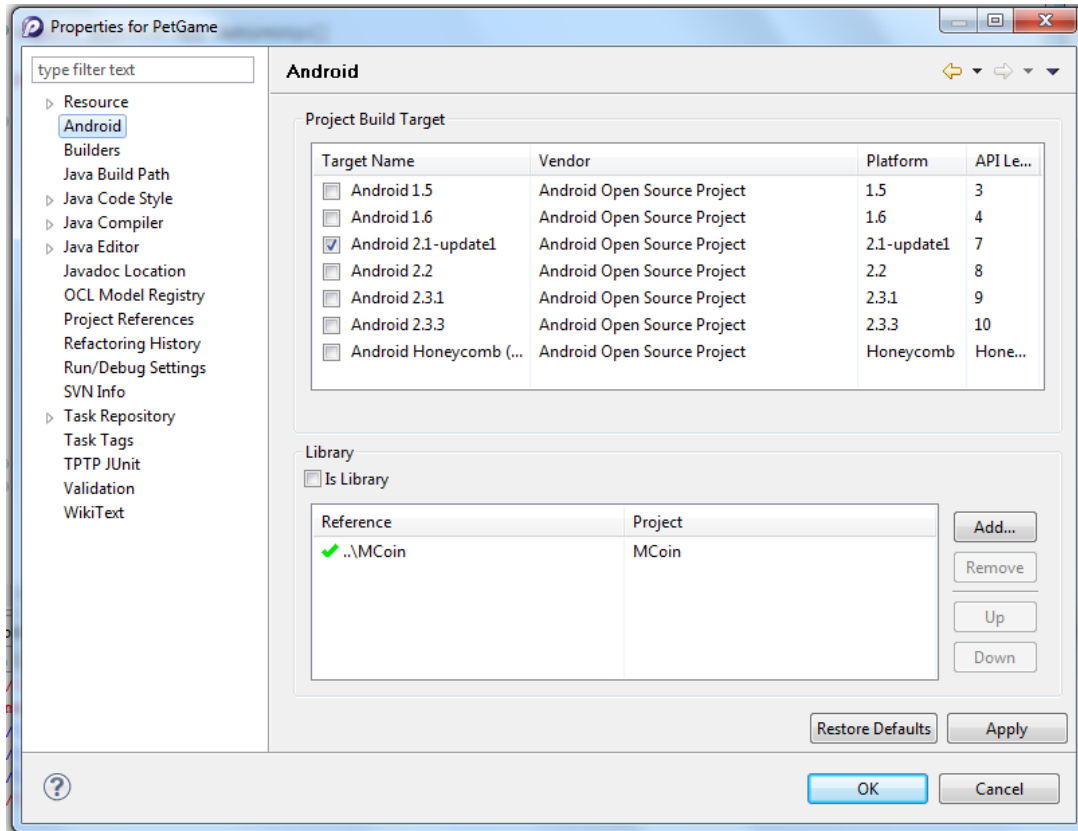 Properties for PetGame
type filter text
Android
Resource
Android
Builders
Java Build Path
Java Code Style
Java Compiler
Java Editor
Javadoc Location
OCL Model Registry
Project References
Refactoring History
Run/Debug Settings
SVN Info
Task Repository
Task Tags
TPTP JUnit
Validation
WikiText
Project Build Target
Target Name Vendor Platform API Le...
Android 1.5 Android Open Source Project 1.5 3
Android 1.6 Android Open Source Project 1.6 4
Android 2.1-update1 Android Open Source Project 2.1-update1 7
Android 2.2 Android Open Source Project 2.2 8
Android 2.3.1 Android Open Source Project 2.3.1 9
Android 2.3.3 Android Open Source Project 2.3.3 10
Android Honeycomb (... Android Open Source Project Honeycomb Hone...
Library
Is Library
Reference Project
..\MCoin MCoin
Add...
Remove
Up
Down
Restore Defaults Apply
? OK Cancel